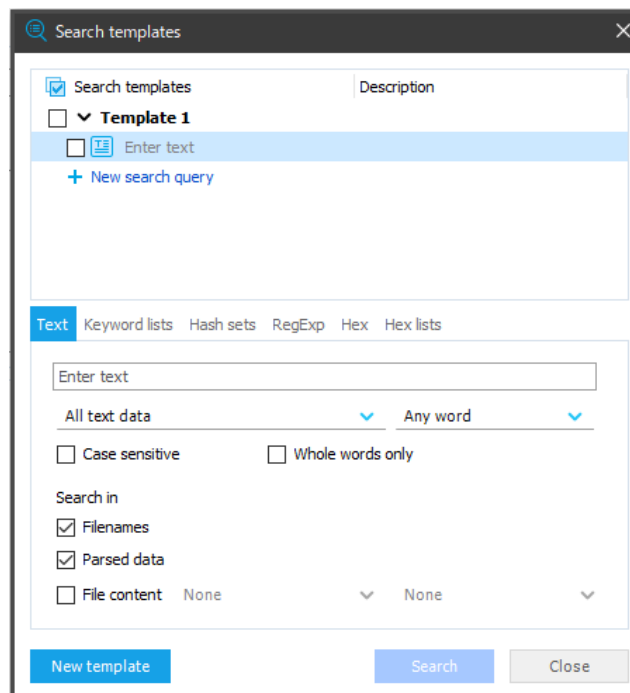 Search templates
Search templates Description
Template 1
Enter text
New search query
Text Keyword lists Hash sets RegExp Hex Hex lists
Enter text
All text data Any word
Case sensitive Whole words only
Search in
Filenames
Parsed data
File content None None
New template Search Close